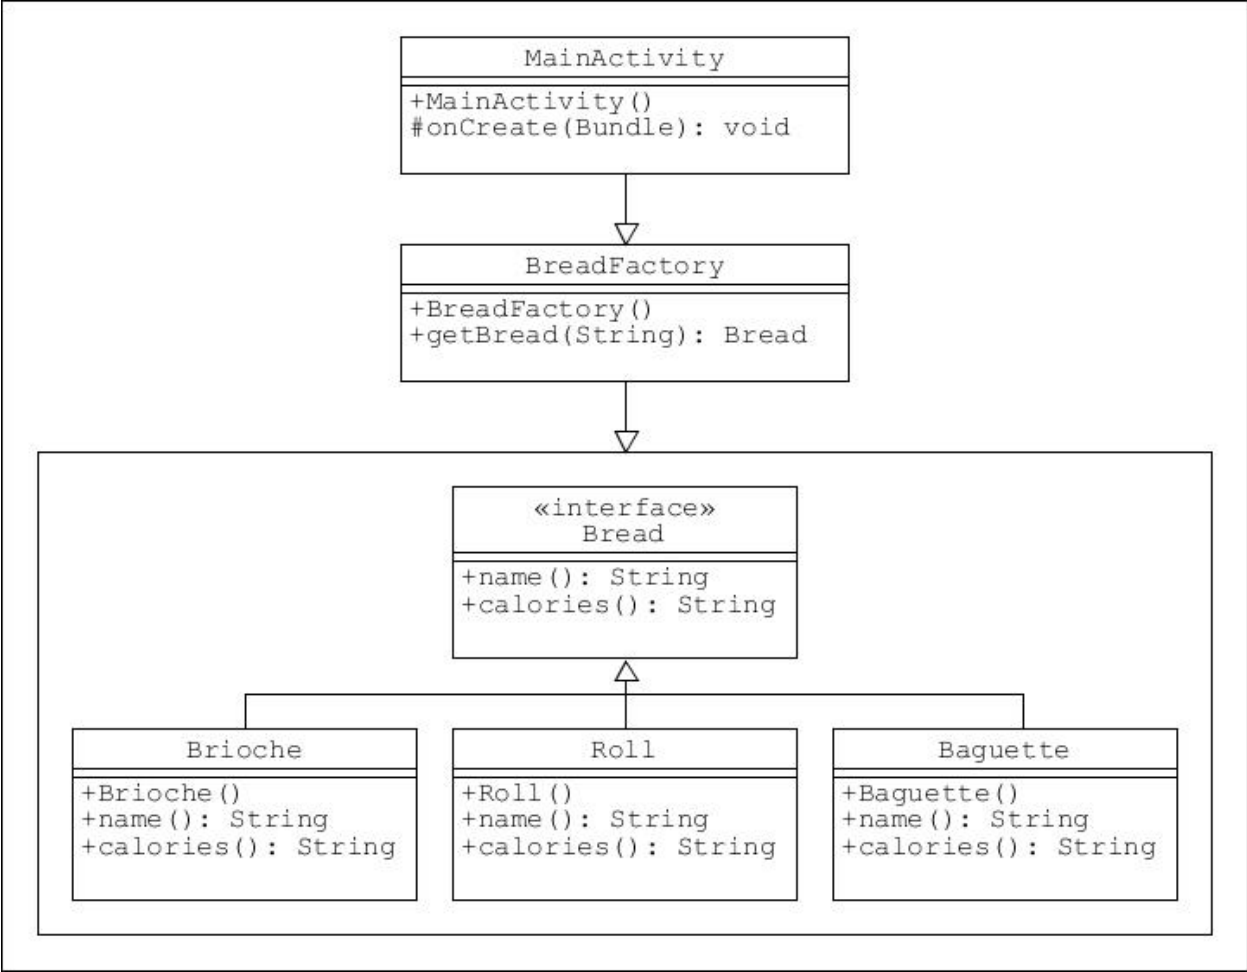 MainActivity
+MainActivity()
#onCreate(Bundle): void
BreadFactory
+BreadFactory()
+getBread(String): Bread
«interface»
Bread
+name(): String
+calories(): String
Brioche
+Brioche()
+name(): String
+calories(): String
Roll
+Roll()
+name(): String
+calories(): String
Baguette
+Baguette()
+name(): String
+calories(): String